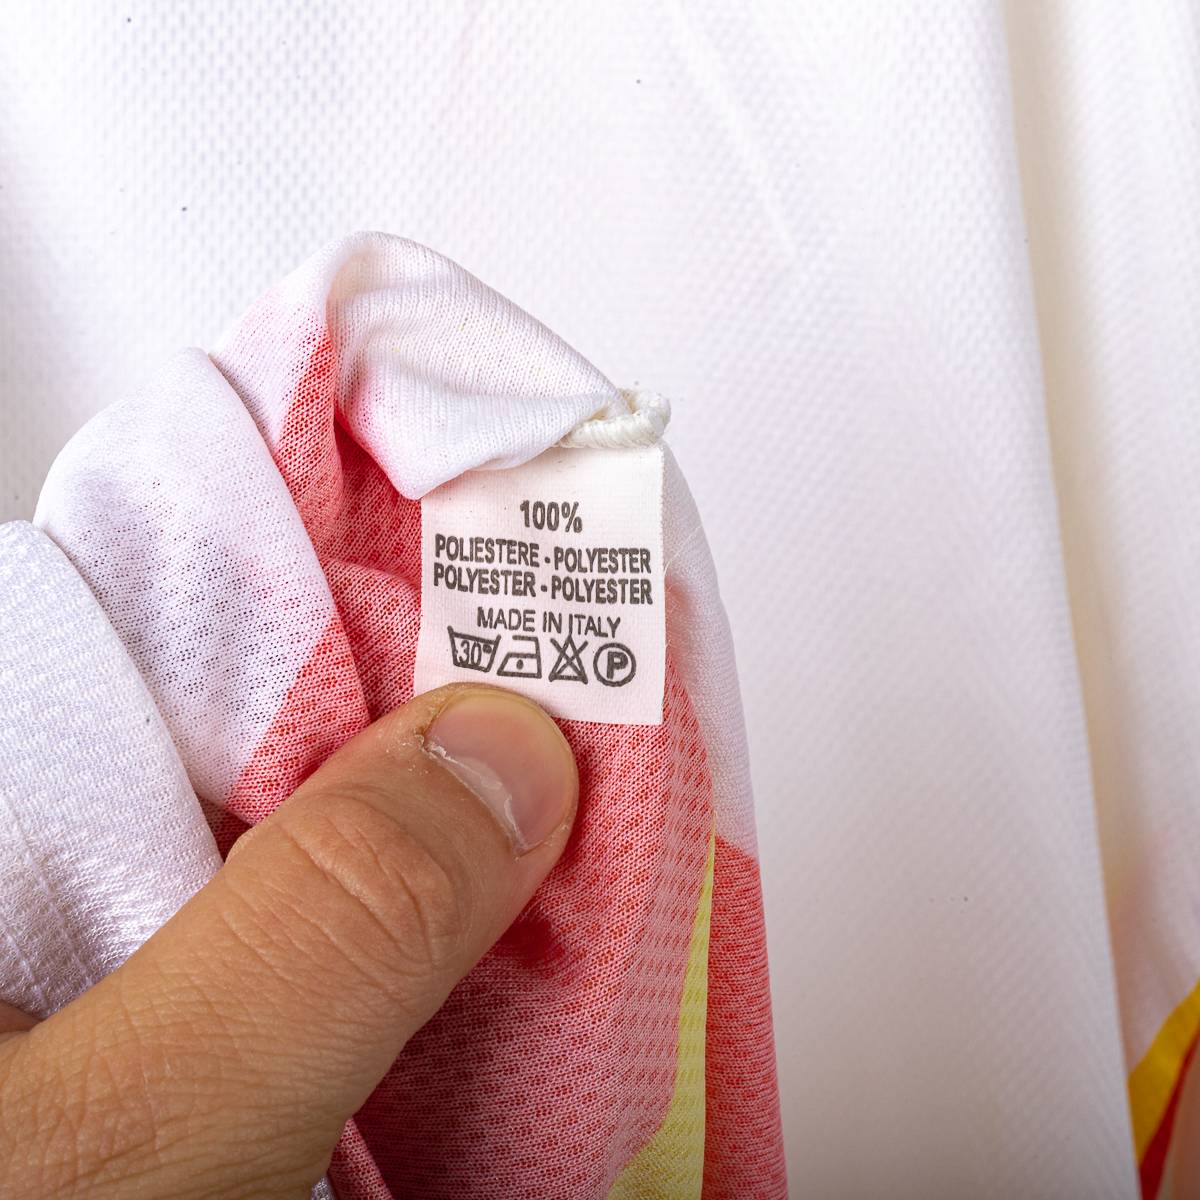 100%
POLIESTERE - POLYESTER
POLYESTER - POLYESTER
MADE IN ITALY
30° P